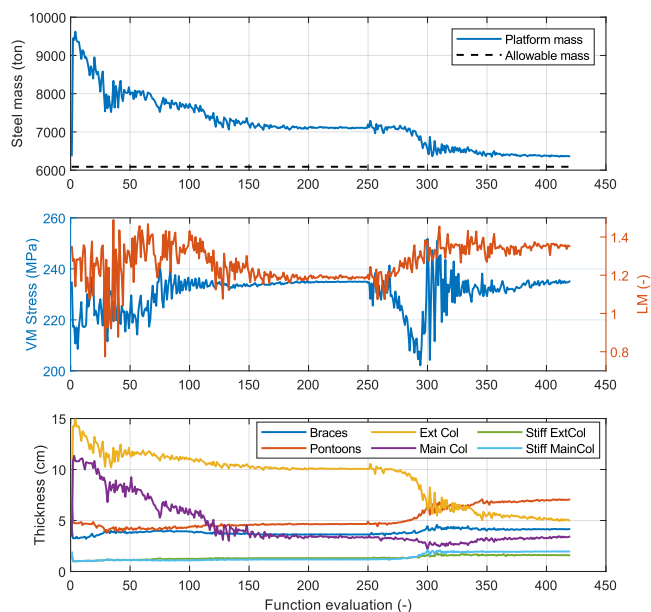 10000
9000
8000
7000
6000
Steel mass (ton)
Platform mass
Allowable mass
0 50 100 150 200 250 300 350 400 450
260
240
220
200
VM Stress (MPa)
1.4
1.2
1
0.8
LM (-)
0 50 100 150 200 250 300 350 400 450
15
10
5
0
Thickness (cm)
Braces Ext Col Stiff ExtCol
Pontoons Main Col Stiff MainCol
0 50 100 150 200 250 300 350 400 450
Function evaluation (-)